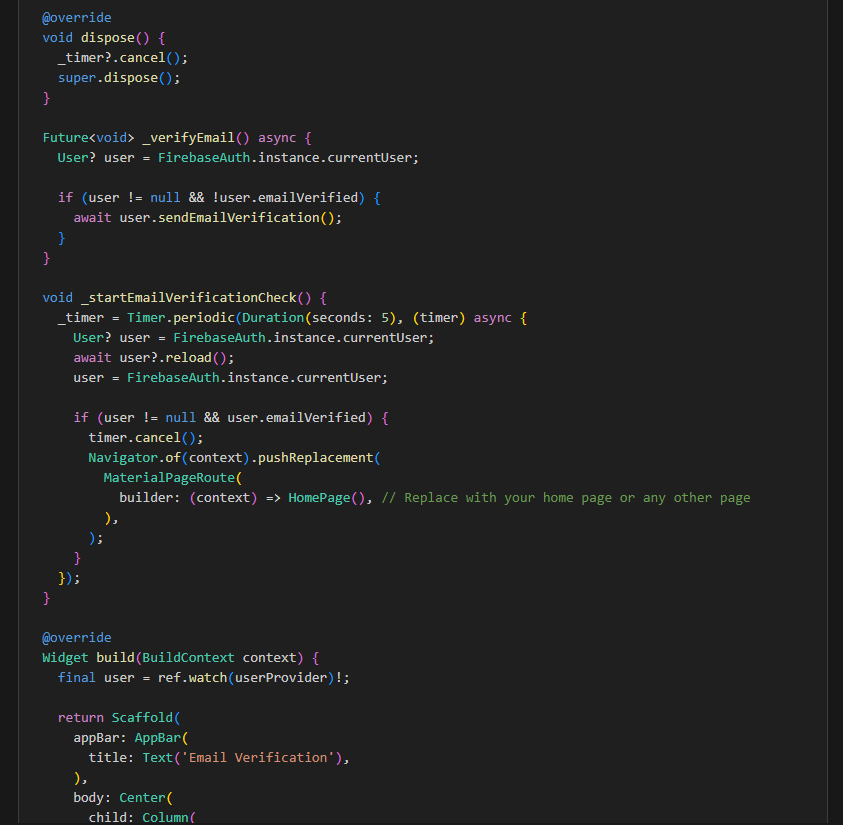 @override
void dispose() {
  _timer?.cancel();
  super.dispose();
}

Future<void> _verifyEmail() async {
  User? user = FirebaseAuth.instance.currentUser;

  if (user != null && !user.emailVerified) {
    await user.sendEmailVerification();
  }
}

void _startEmailVerificationCheck() {
  _timer = Timer.periodic(Duration(seconds: 5), (timer) async {
    User? user = FirebaseAuth.instance.currentUser;
    await user?.reload();
    user = FirebaseAuth.instance.currentUser;

    if (user != null && user.emailVerified) {
      timer.cancel();
      Navigator.of(context).pushReplacement(
        MaterialPageRoute(
          builder: (context) => HomePage(), // Replace with your home page or any other page
        ),
      );
    }
  });
}

@override
Widget build(BuildContext context) {
  final user = ref.watch(userProvider)!;

  return Scaffold(
    appBar: AppBar(
      title: Text('Email Verification'),
    ),
    body: Center(
      child: Column(